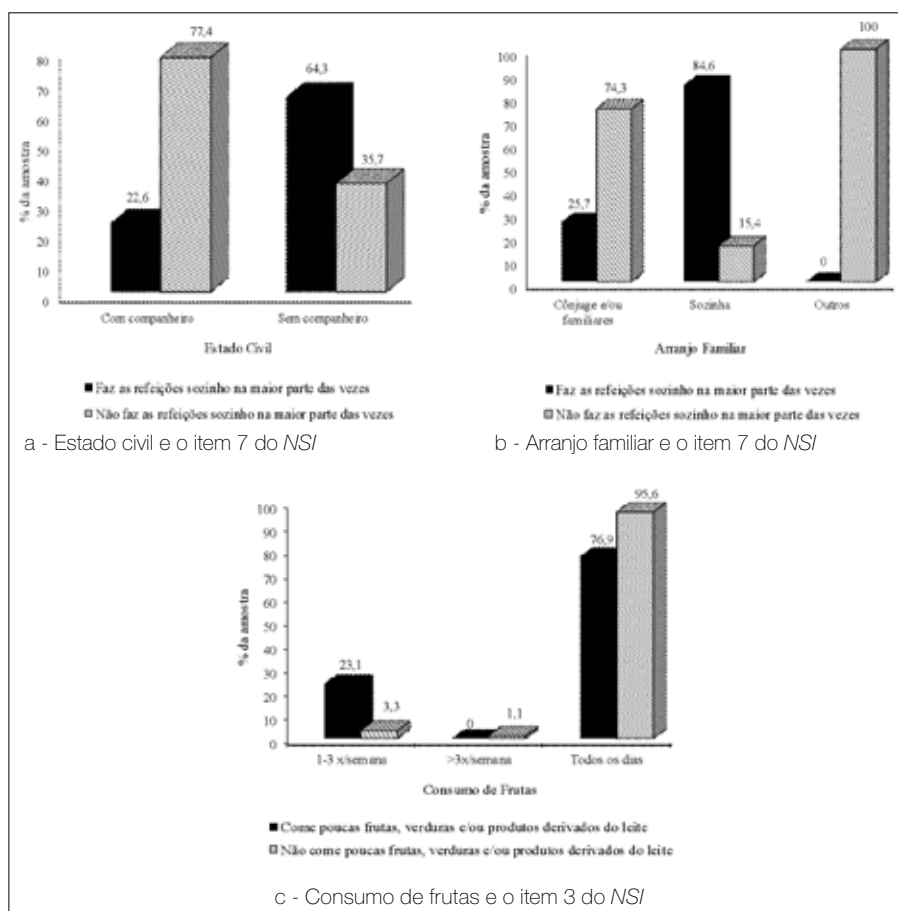 77,4
80
70
60
50
40
30
20
10
0
% da amostra
22,6
64,3
35,7
Com companheiro
Sem companheiro
Estado Civil
Faz as refeições sozinho na maior parte das vezes
Não faz as refeições sozinho na maior parte das vezes
a - Estado civil e o item 7 do NSI
100
100
90
80
70
60
50
40
30
20
10
0
% da amostra
25,7
74,3
84,6
15,4
0
Cônjuge e/ou
familiares
Sozinha
Outros
Arranjo Familiar
Faz as refeições sozinho na maior parte das vezes
Não faz as refeições sozinho na maior parte das vezes
b - Arranjo familiar e o item 7 do NSI
100
90
80
70
60
50
40
30
20
10
0
% da amostra
23,1
3,3
0
1,1
76,9
95,6
1-3 x/semana
>3x/semana
Todos os dias
Consumo de Frutas
Come poucas frutas, verduras e/ou produtos derivados do leite
Não come poucas frutas, verduras e/ou produtos derivados do leite
c - Consumo de frutas e o item 3 do NSI